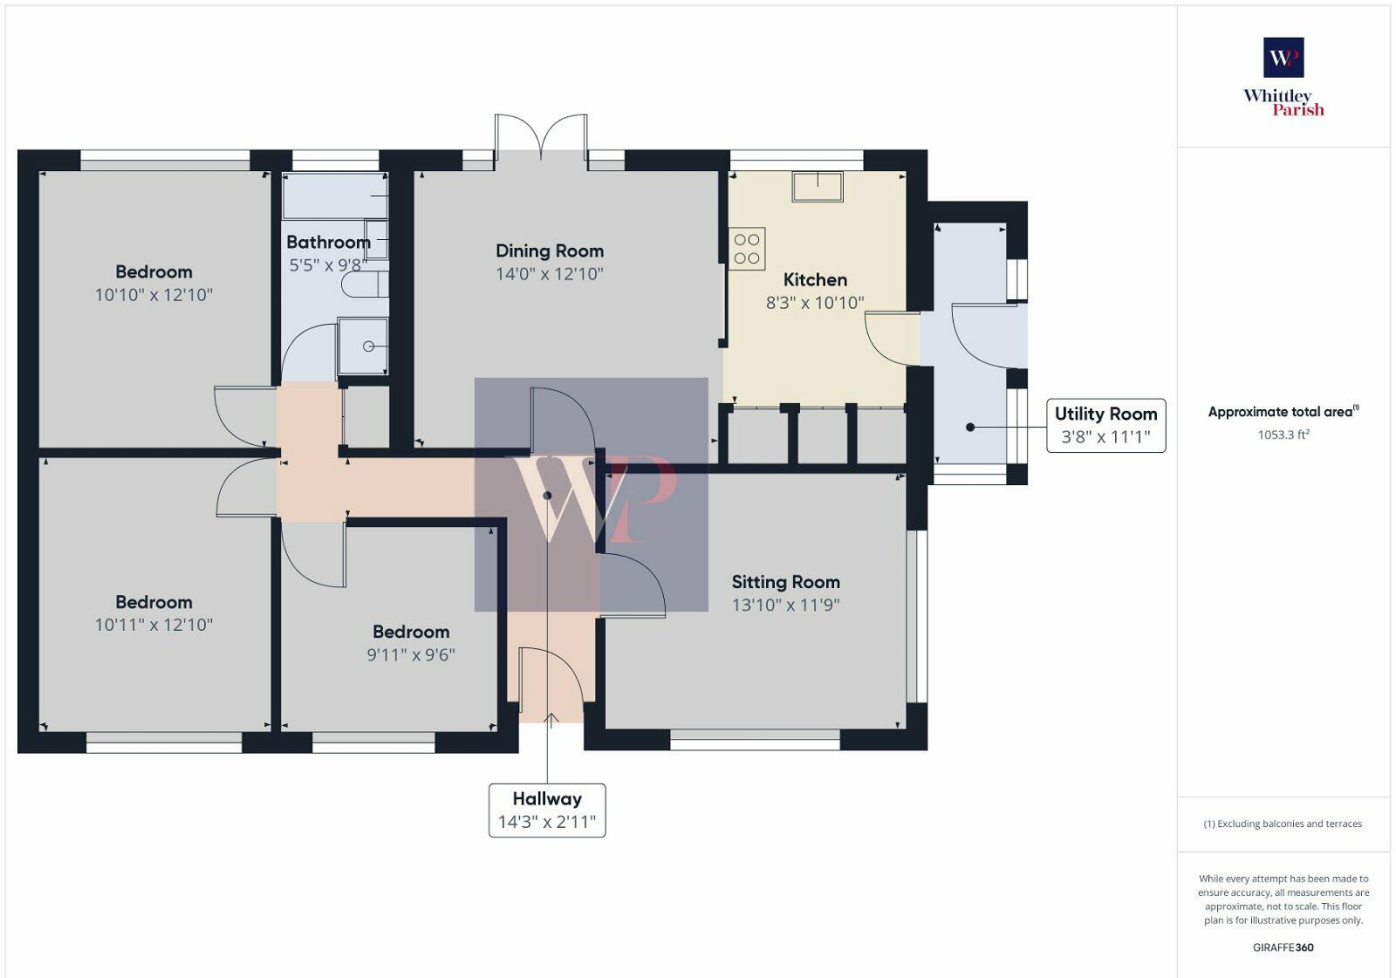 Bedroom
10'10" x 12'10"
Bathroom
5'5" x 9'8"
Dining Room
14'0" x 12'10"
Kitchen
8'3" x 10'10"
Utility Room
3'8" x 11'1"
Bedroom
10'11" x 12'10"
Bedroom
9'11" x 9'6"
WP
Sitting Room
13'10" x 11'9"
Hallway
14'3" x 2'11"
WP
Whittley
Parish
Approximate total area(1)
1053.3 ft²
(1) Excluding balconies and terraces
While every attempt has been made to
ensure accuracy, all measurements are
approximate, not to scale. This floor
plan is for illustrative purposes only.
GIRAFFE360